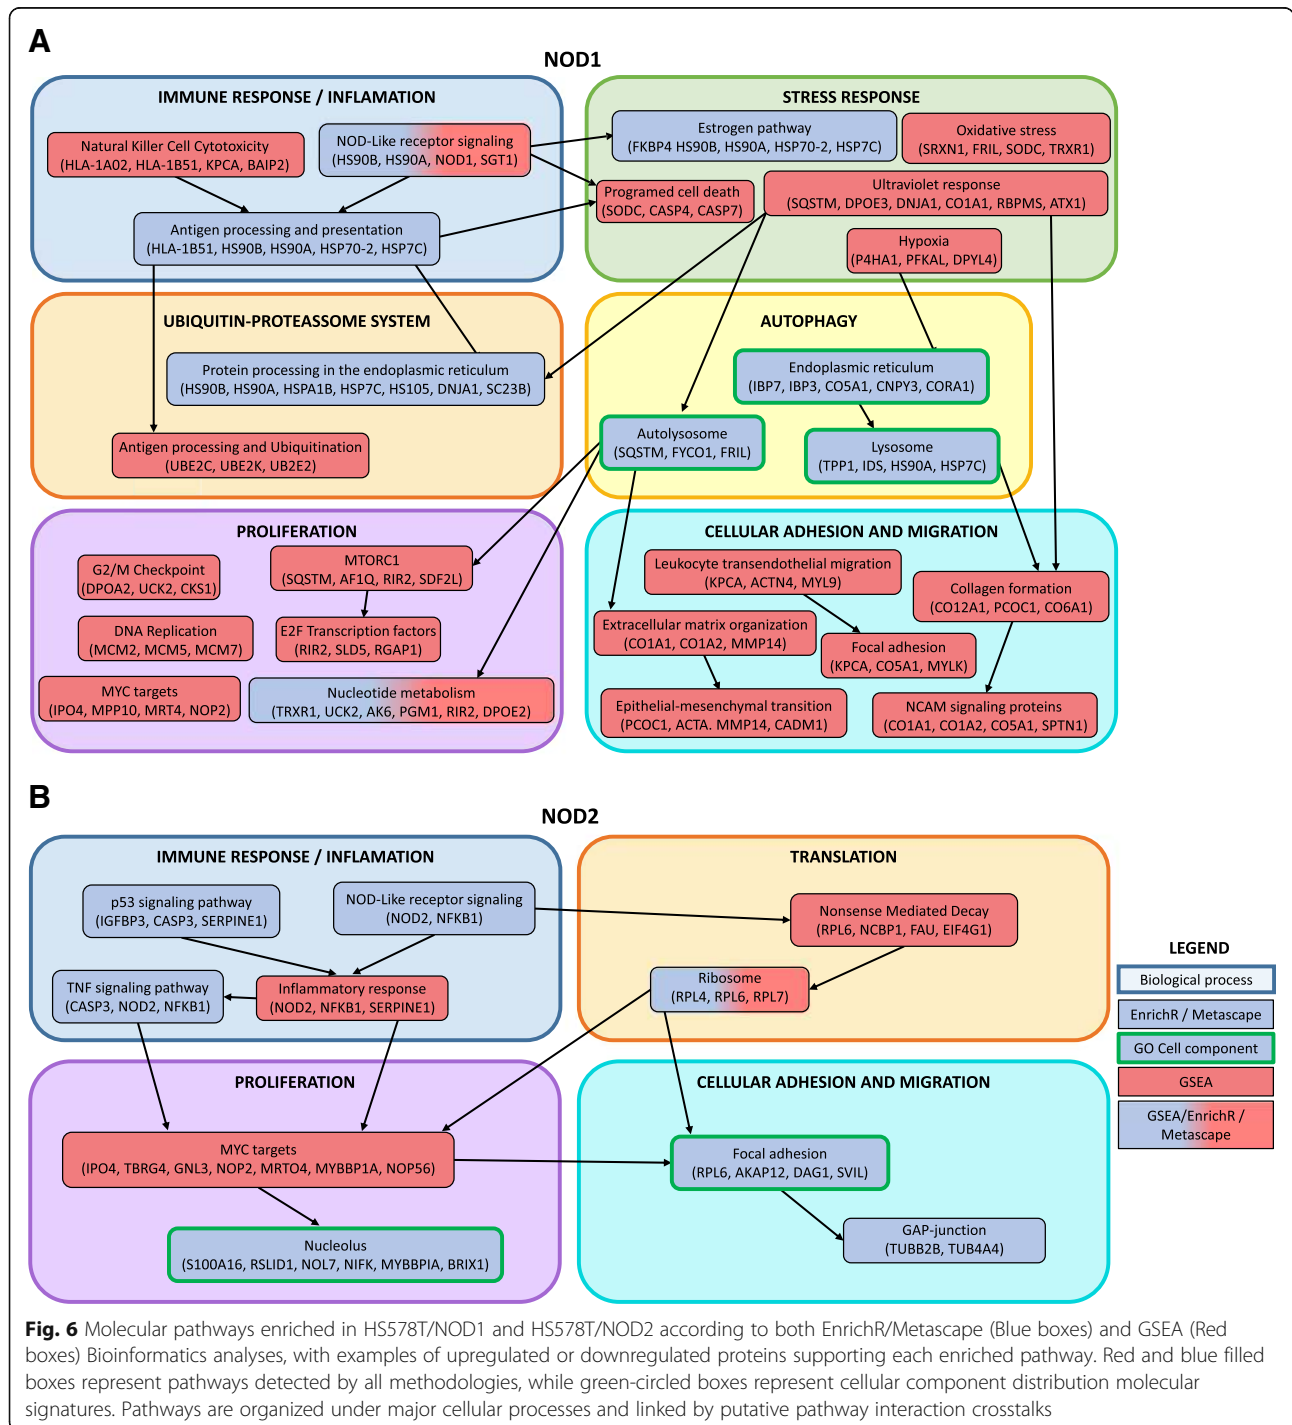 A
NOD1
IMMUNE RESPONSE / INFLAMATION
Natural Killer Cell Cytotoxicity
(HLA-1A02, HLA-1B51, KPCA, BAIP2)
NOD-Like receptor signaling
(HS90B, HS90A, NOD1, SGT1)
Antigen processing and presentation
(HLA-1B51, HS90B, HS90A, HSP70-2, HSP7C)
STRESS RESPONSE
Estrogen pathway
(FKBP4 HS90B, HS90A, HSP70-2, HSP7C)
Oxidative stress
(SRXN1, FRIL, SODC, TRXR1)
Programed cell death
(SODC, CASP4, CASP7)
Ultraviolet response
(SQSTM, DPOE3, DNJA1, CO1A1, RBPMS, ATX1)
Hypoxia
(P4HA1, PFKAL, DPYL4)
UBIQUITIN-PROTEASSOME SYSTEM
Protein processing in the endoplasmic reticulum
(HS90B, HS90A, HSPA1B, HSP7C, HS105, DNJA1, SC23B)
Antigen processing and Ubiquitination
(UBE2C, UBE2K, UB2E2)
AUTOPHAGY
Endoplasmic reticulum
(IBP7, IBP3, CO5A1, CNPY3, CORA1)
Autolysosome
(SQSTM, FYCO1, FRIL)
Lysosome
(TPP1, IDS, HS90A, HSP7C)
PROLIFERATION
G2/M Checkpoint
(DPOA2, UCK2, CKS1)
MTORC1
(SQSTM, AF1Q, RIR2, SDF2L)
DNA Replication
(MCM2, MCM5, MCM7)
E2F Transcription factors
(RIR2, SLD5, RGAP1)
MYC targets
(IPO4, MPP10, MRT4, NOP2)
Nucleotide metabolism
(TRXR1, UCK2, AK6, PGM1, RIR2, DPOE2)
CELLULAR ADHESION AND MIGRATION
Leukocyte transendothelial migration
(KPCA, ACTN4, MYL9)
Collagen formation
(CO12A1, PCOC1, CO6A1)
Extracellular matrix organization
(CO1A1, CO1A2, MMP14)
Focal adhesion
(KPCA, CO5A1, MYLK)
Epithelial-mesenchymal transition
(PCOC1, ACTA. MMP14, CADM1)
NCAM signaling proteins
(CO1A1, CO1A2, CO5A1, SPTN1)
B
NOD2
IMMUNE RESPONSE / INFLAMATION
p53 signaling pathway
(IGFBP3, CASP3, SERPINE1)
NOD-Like receptor signaling
(NOD2, NFKB1)
TNF signaling pathway
(CASP3, NOD2, NFKB1)
Inflammatory response
(NOD2, NFKB1, SERPINE1)
TRANSLATION
Nonsense Mediated Decay
(RPL6, NCBP1, FAU, EIF4G1)
Ribosome
(RPL4, RPL6, RPL7)
PROLIFERATION
MYC targets
(IPO4, TBRG4, GNL3, NOP2, MRTO4, MYBBP1A, NOP56)
Nucleolus
(S100A16, RSLID1, NOL7, NIFK, MYBBPIA, BRIX1)
CELLULAR ADHESION AND MIGRATION
Focal adhesion
(RPL6, AKAP12, DAG1, SVIL)
GAP-junction
(TUBB2B, TUB4A4)
LEGEND
Biological process
EnrichR / Metascape
GO Cell component
GSEA
GSEA/EnrichR /
Metascape
Fig. 6 Molecular pathways enriched in HS578T/NOD1 and HS578T/NOD2 according to both EnrichR/Metascape (Blue boxes) and GSEA (Red
boxes) Bioinformatics analyses, with examples of upregulated or downregulated proteins supporting each enriched pathway. Red and blue filled
boxes represent pathways detected by all methodologies, while green-circled boxes represent cellular component distribution molecular
signatures. Pathways are organized under major cellular processes and linked by putative pathway interaction crosstalks